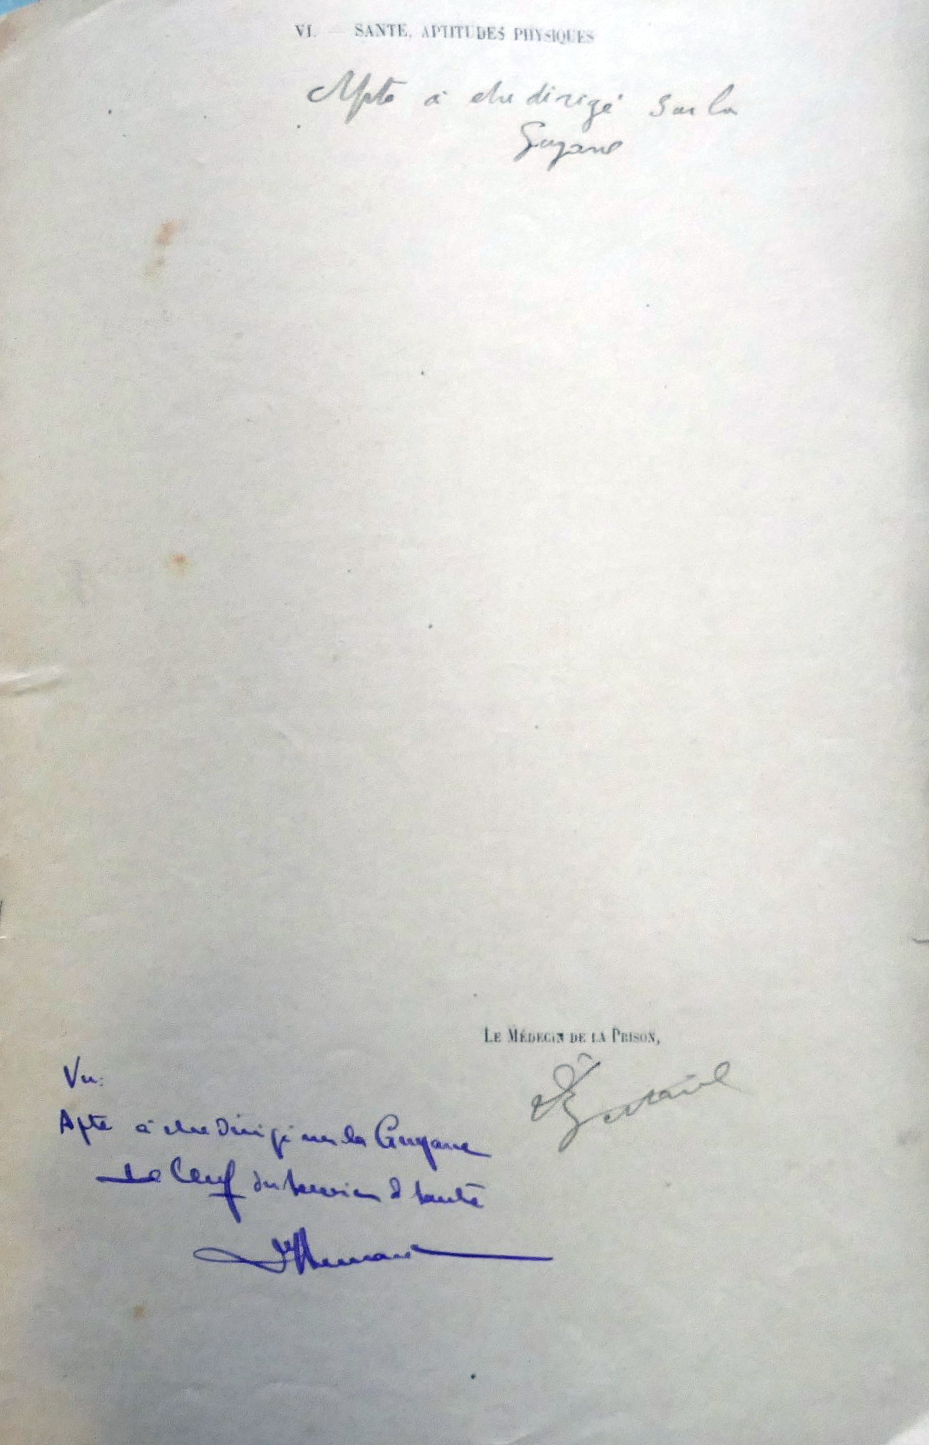 VI. — SANTÉ, APTITUDES PHYSIQUES
Apte à être dirigé sur la
Guyane
LE MÉDECIN DE LA PRISON,
Vu:
Apte à être dirigé sur la Guyane
Le Chef du Service de Santé